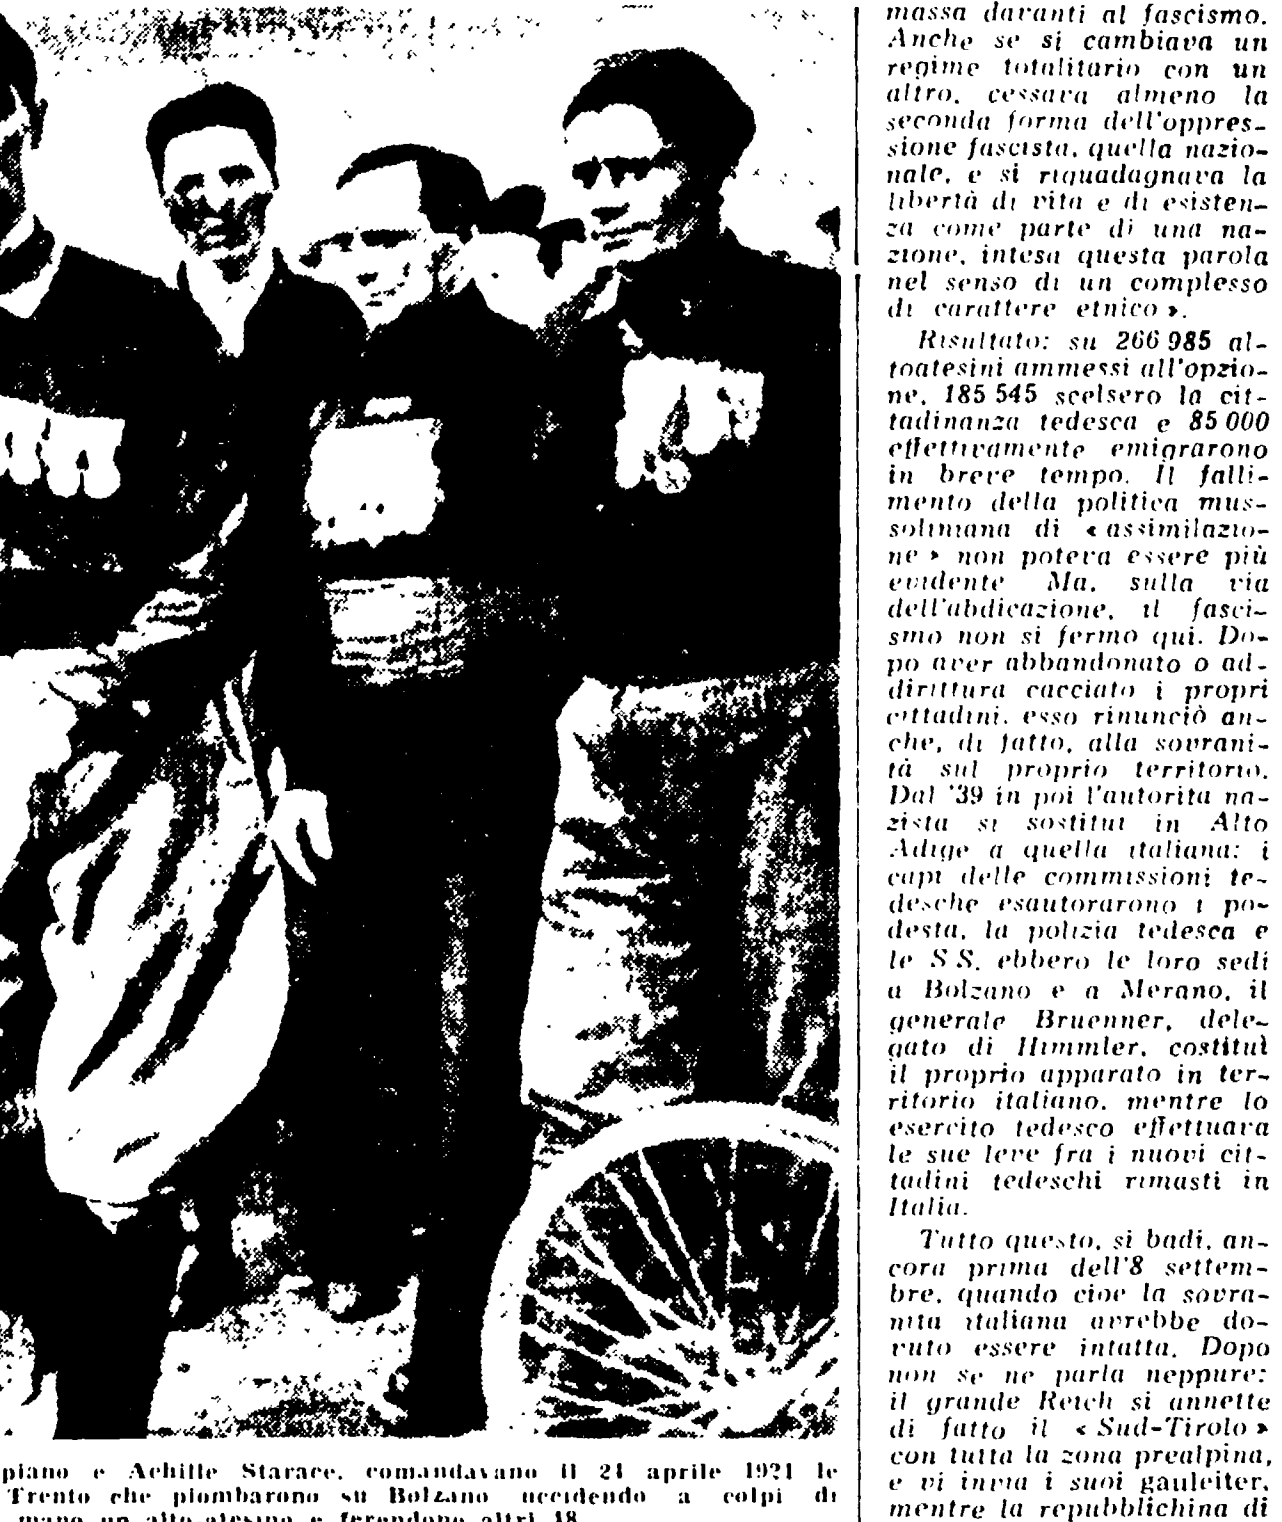 massa davanti al fascismo.
Anche se si cambiava un
regime totalitario con un
altro, cessava almeno la
seconda forma dell'oppres-
sione fascista, quella nazio-
nale, e si riguadagnava la
libertà di vita e di esisten-
za come parte di una na-
zione, intesa questa parola
nel senso di un complesso
di carattere etnico ».
Risultato: su 266 985 al-
toatesini ammessi all'opzio-
ne, 185 545 scelsero la cit-
tadinanza tedesca e 85 000
effettivamente emigrarono
in breve tempo. Il falli-
mento della politica mus-
soliniana di « assimilazio-
ne » non poteva essere più
evidente Ma, sulla via
dell'abdicazione, il fasci-
smo non si fermo qui. Do-
po aver abbandonato o ad-
dirittura cacciato i propri
cittadini, esso rinunciò an-
che, di fatto, alla sovrani-
tà sul proprio territorio.
Dal '39 in poi l'autorita na-
zista si sostitui in Alto
Adige a quella italiana: i
capi delle commissioni te-
desche esautorarono i po-
desta, la polizia tedesca e
le S.S. ebbero le loro sedi
a Bolzano e a Merano, il
generale Bruenner, dele-
gato di Himmler, costituì
il proprio apparato in ter-
ritorio italiano, mentre lo
esercito tedesco effettuava
le sue leve fra i nuovi cit-
tadini tedeschi rimasti in
Italia.
Tutto questo, si badi, an-
cora prima dell'8 settem-
bre, quando cioe la sovra-
nita italiana avrebbe do-
vuto essere intatta. Dopo
non se ne parla neppure:
il grande Reich si annette
di fatto il « Sud-Tirolo »
con tutta la zona prealpina,
e vi invia i suoi gauleiter,
mentre la repubblichina di
piano e Achille Starace, comandavano il 24 aprile 1921 le
Trento che piombarono su Bolzano uccidendo a colpi di
mano un alto-atesino e ferendone altri 48